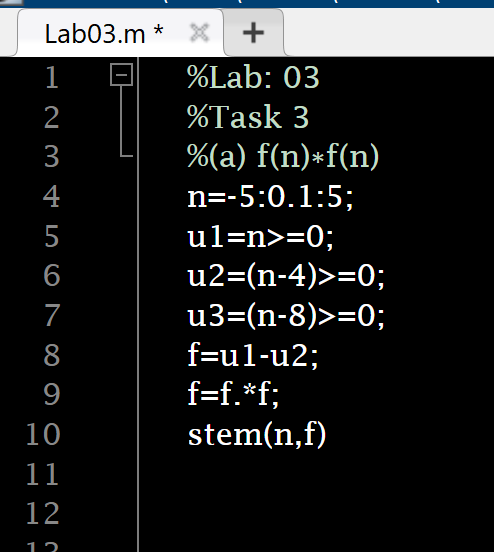 Lab03.m *
1 %Lab: 03
2 %Task 3
3 %(a) f(n)*f(n)
4 n=-5:0.1:5;
5 u1=n>=0;
6 u2=(n-4)>=0;
7 u3=(n-8)>=0;
8 f=u1-u2;
9 f=f.*f;
10 stem(n,f)
11
12